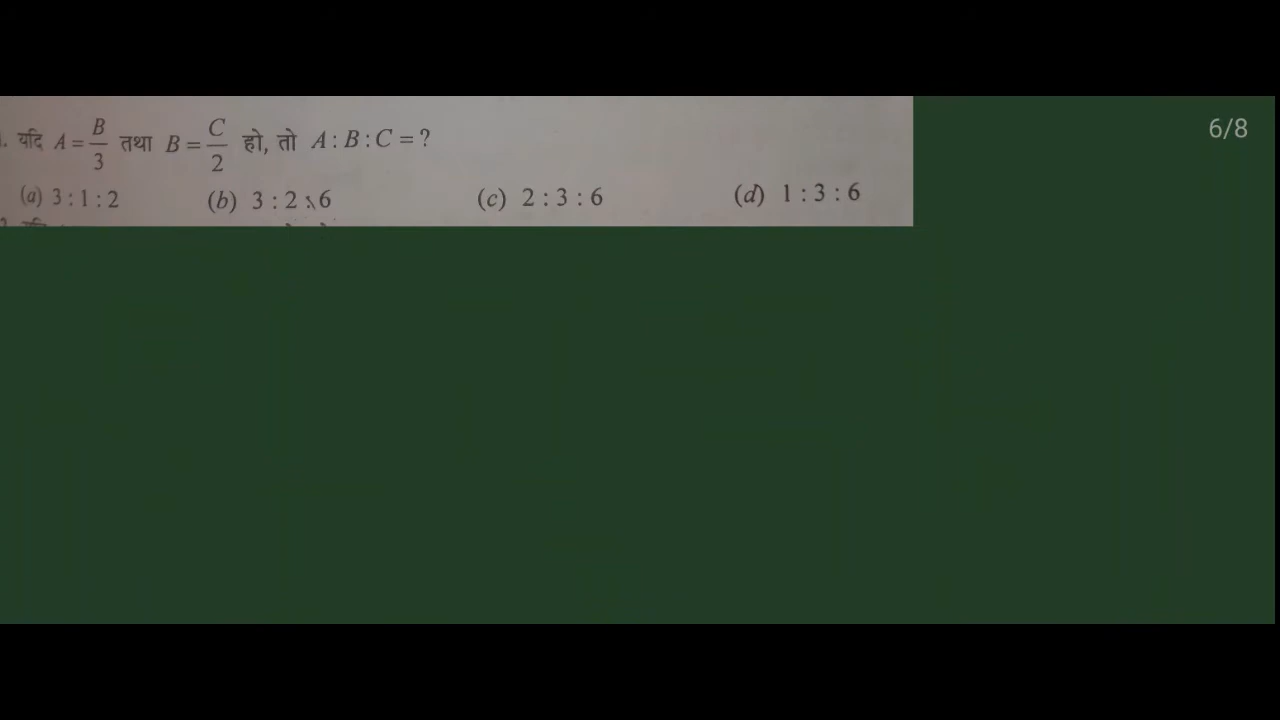 यदि A = B/3 तथा B = C/2 हो, तो A : B : C = ?
(a) 3 : 1 : 2 (b) 3 : 2 : 6 (c) 2 : 3 : 6 (d) 1 : 3 : 6
6/8